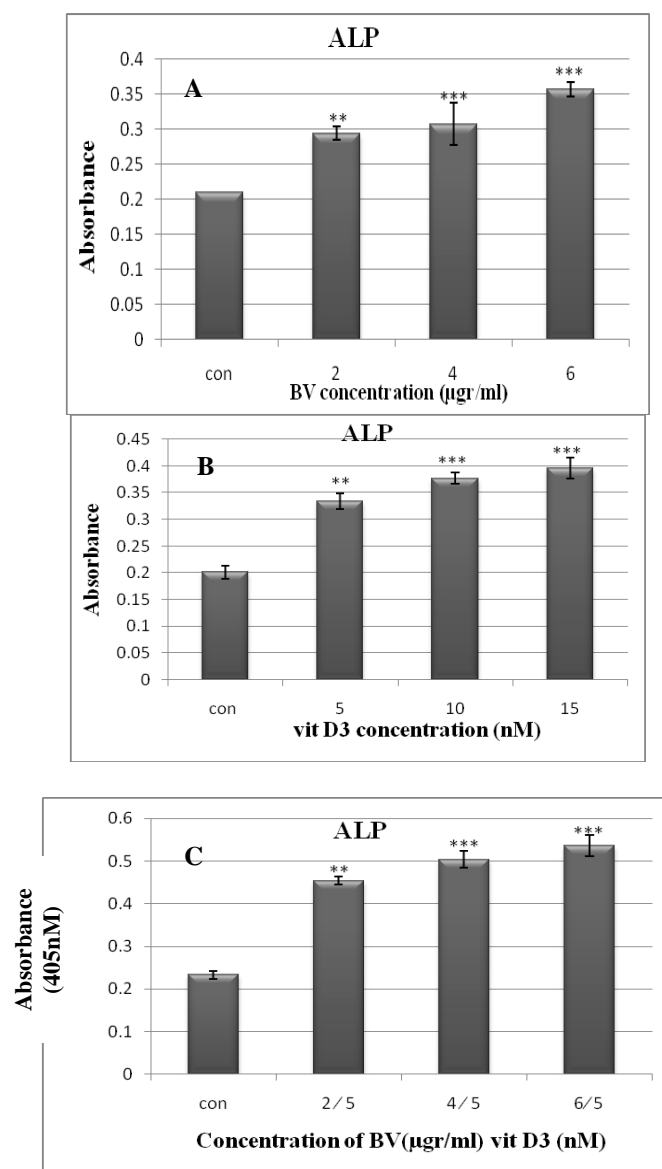 ALP
A
**
***
***
0.4
0.35
0.3
0.25
0.2
0.15
0.1
0.05
0
Absorbance
con 2 4 6
BV concentration (µgr/ml)
ALP
B
**
***
***
0.45
0.4
0.35
0.3
0.25
0.2
0.15
0.1
0.05
0
Absorbance
con 5 10 15
vit D3 concentration (nM)
ALP
C
**
***
***
0.6
0.5
0.4
0.3
0.2
0.1
0
Absorbance
(405nM)
con 2/5 4/5 6/5
Concentration of BV(µgr/ml) vit D3 (nM)